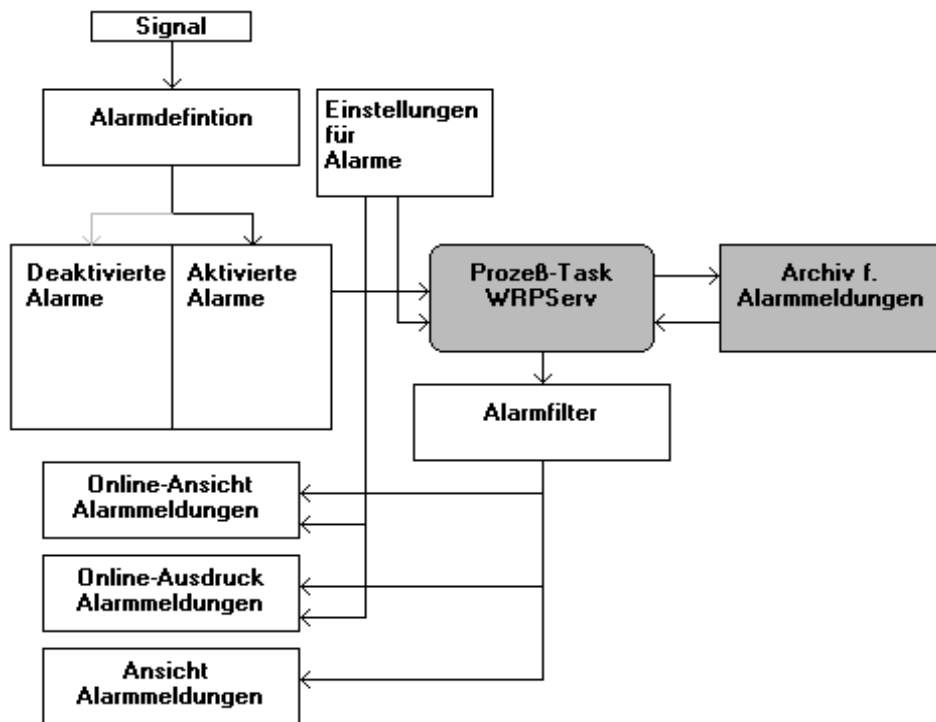 Signal
Alarmdefintion
Einstellungen
für
Alarme
Deaktivierte
Alarme
Aktivierte
Alarme
Prozeß-Task
WRPServ
Archiv f.
Alarmmeldungen
Alarmfilter
Online-Ansicht
Alarmmeldungen
Online-Ausdruck
Alarmmeldungen
Ansicht
Alarmmeldungen